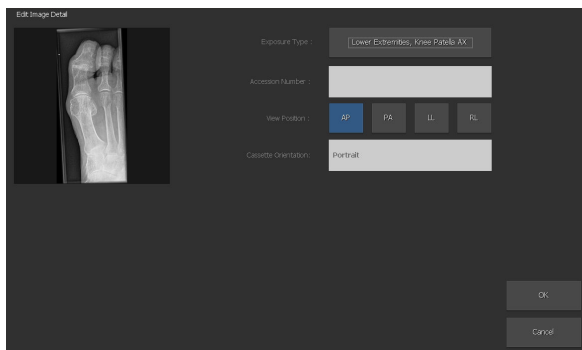 Edit Image Detail
Exposure Type :
Lower Extremities, Knee Patella AX
Accession Number :
View Position :
AP
PA
LL
RL
Cassette Orientation:
Portrait
OK
Cancel